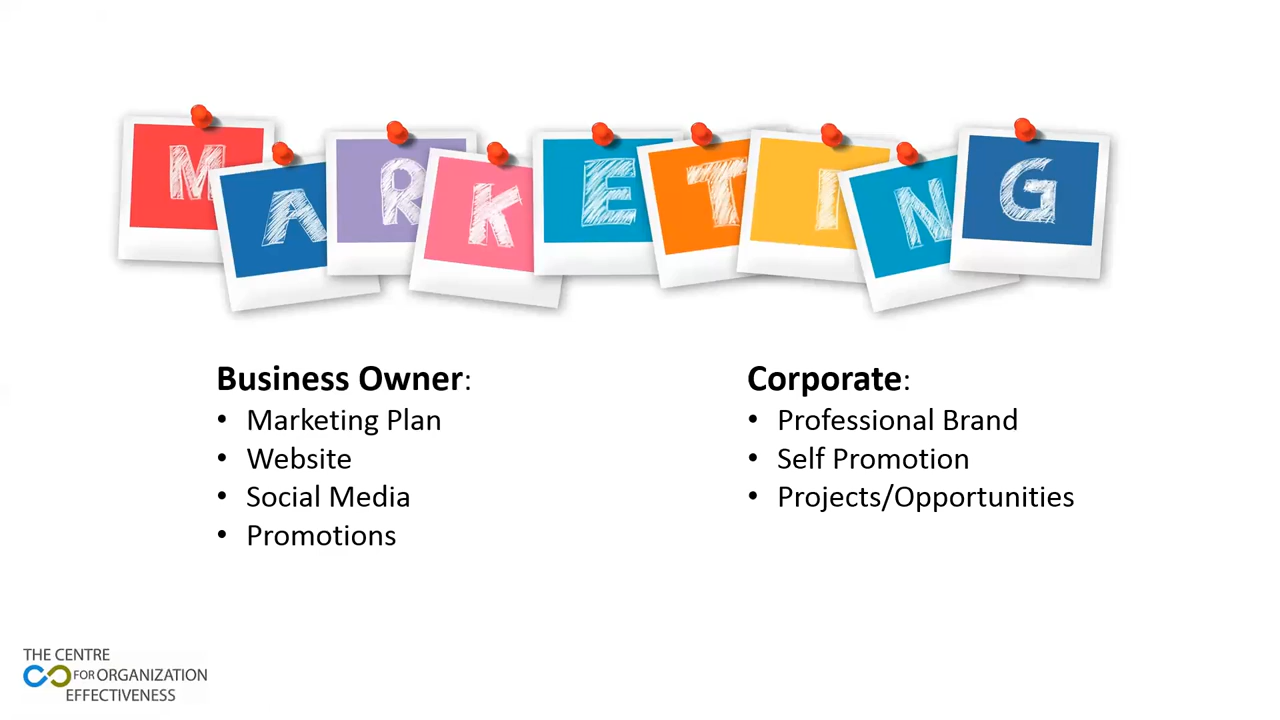 MARKETING
Business Owner:
• Marketing Plan
• Website
• Social Media
• Promotions
Corporate:
• Professional Brand
• Self Promotion
• Projects/Opportunities
THE CENTRE
FOR ORGANIZATION
EFFECTIVENESS